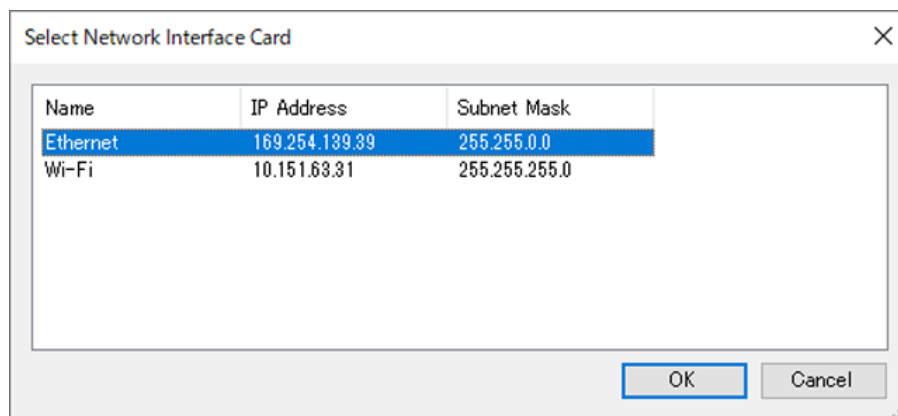 Select Network Interface Card
Name IP Address Subnet Mask
Ethernet 169.254.139.39 255.255.0.0
Wi-Fi 10.151.63.31 255.255.255.0
OK Cancel